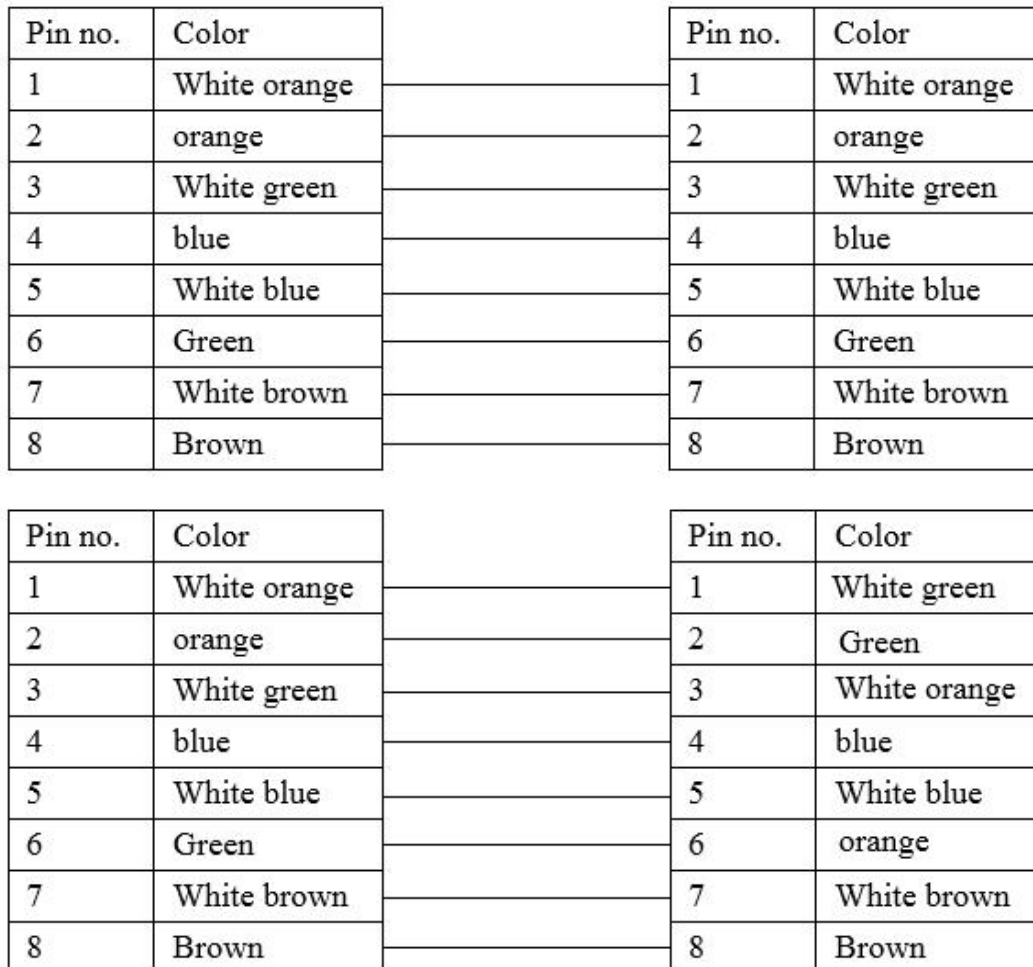 Pin no. Color Pin no. Color
1 White orange 1 White orange
2 orange 2 orange
3 White green 3 White green
4 blue 4 blue
5 White blue 5 White blue
6 Green 6 Green
7 White brown 7 White brown
8 Brown 8 Brown
Pin no. Color Pin no. Color
1 White orange 1 White green
2 orange 2 Green
3 White green 3 White orange
4 blue 4 blue
5 White blue 5 White blue
6 Green 6 orange
7 White brown 7 White brown
8 Brown 8 Brown